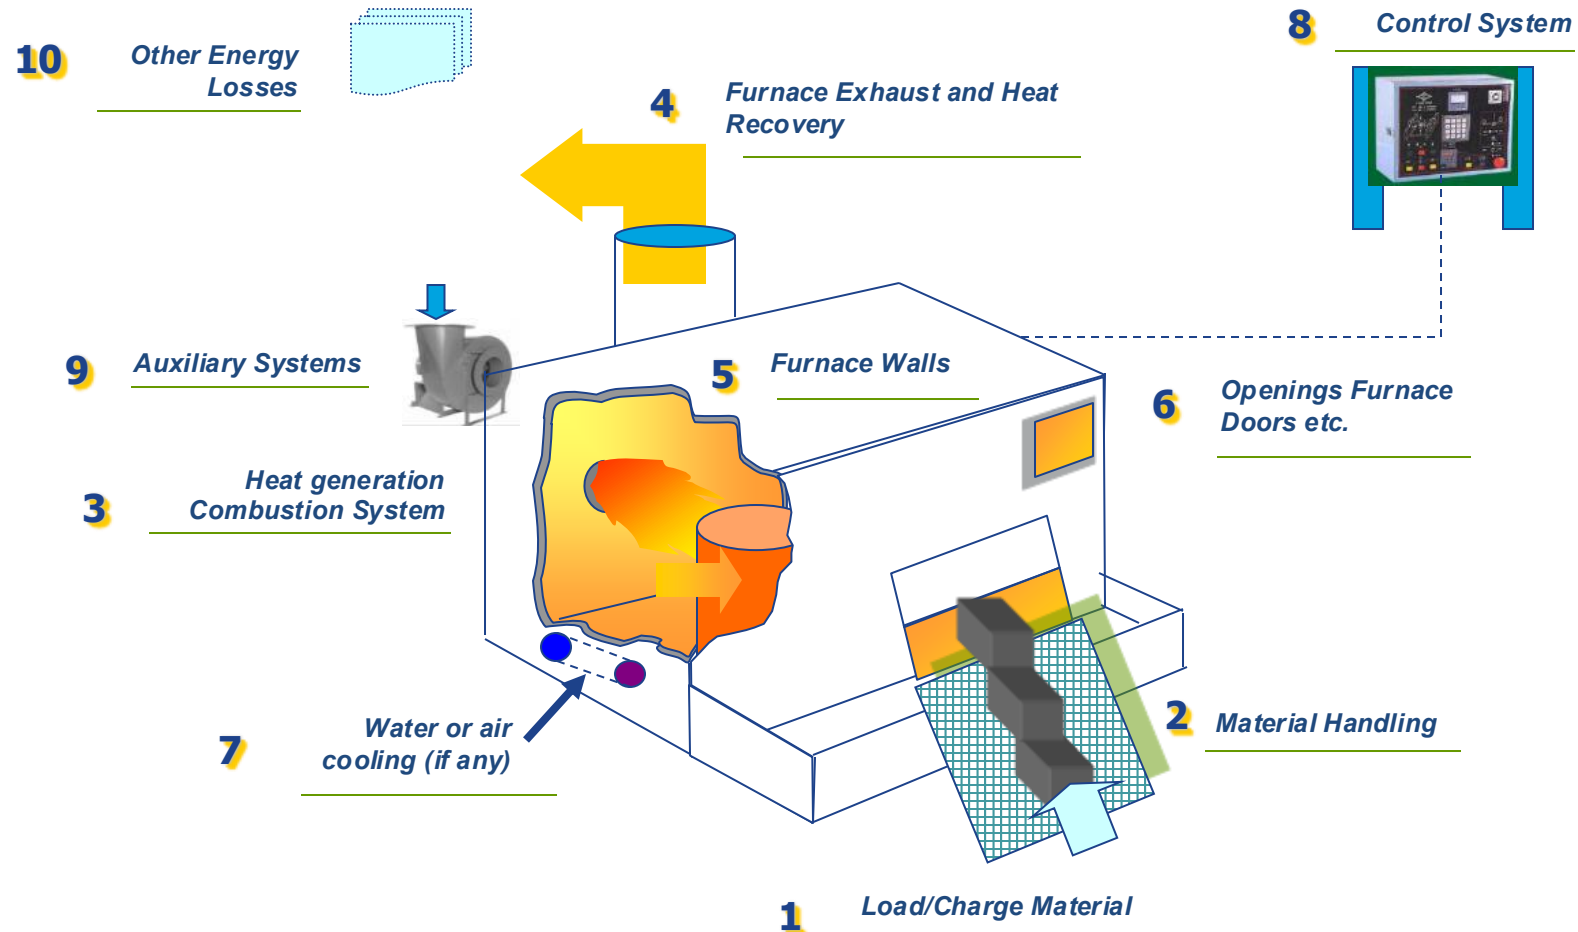 8 Control System
10 Other Energy
Losses
4 Furnace Exhaust and Heat
Recovery
9 Auxiliary Systems
5 Furnace Walls
6 Openings Furnace
Doors etc.
3 Heat generation
Combustion System
2 Material Handling
7 Water or air
cooling (if any)
1 Load/Charge Material